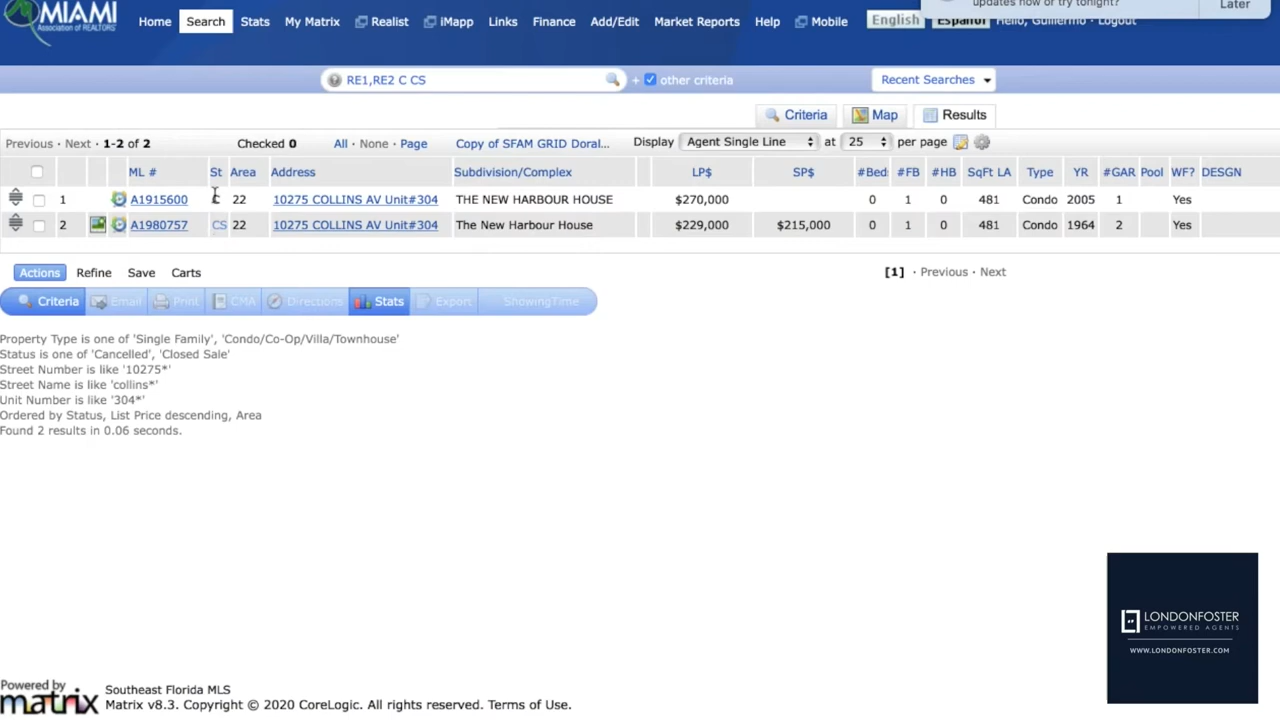 MIAMI
Association of REALTORS®
Home Search Stats My Matrix Realist iMapp Links Finance Add/Edit Market Reports Help Mobile English Español Hello, Guillermo · Logout
updates now or try tonight?
Later
RE1,RE2 C CS + other criteria Recent Searches
Criteria Map Results
Previous · Next · 1-2 of 2 Checked 0 All · None · Page Copy of SFAM GRID Doral... Display Agent Single Line at 25 per page
ML # St Area Address Subdivision/Complex LP$ SP$ #Bed: #FB #HB SqFt LA Type YR #GAR Pool WF? DESGN
1 A1915600 C 22 10275 COLLINS AV Unit#304 THE NEW HARBOUR HOUSE $270,000 0 1 0 481 Condo 2005 1 Yes
2 A1980757 CS 22 10275 COLLINS AV Unit#304 The New Harbour House $229,000 $215,000 0 1 0 481 Condo 1964 2 Yes
Actions Refine Save Carts [1] · Previous · Next
Criteria Email Print CMA Directions Stats Export ShowingTime
Property Type is one of 'Single Family', 'Condo/Co-Op/Villa/Townhouse'
Status is one of 'Cancelled', 'Closed Sale'
Street Number is like '10275*'
Street Name is like 'collins*'
Unit Number is like '304*'
Ordered by Status, List Price descending, Area
Found 2 results in 0.06 seconds.
LONDONFOSTER
EMPOWERED AGENTS
WWW.LONDONFOSTER.COM
Powered by
matrix
Southeast Florida MLS
Matrix v8.3. Copyright © 2020 CoreLogic. All rights reserved. Terms of Use.